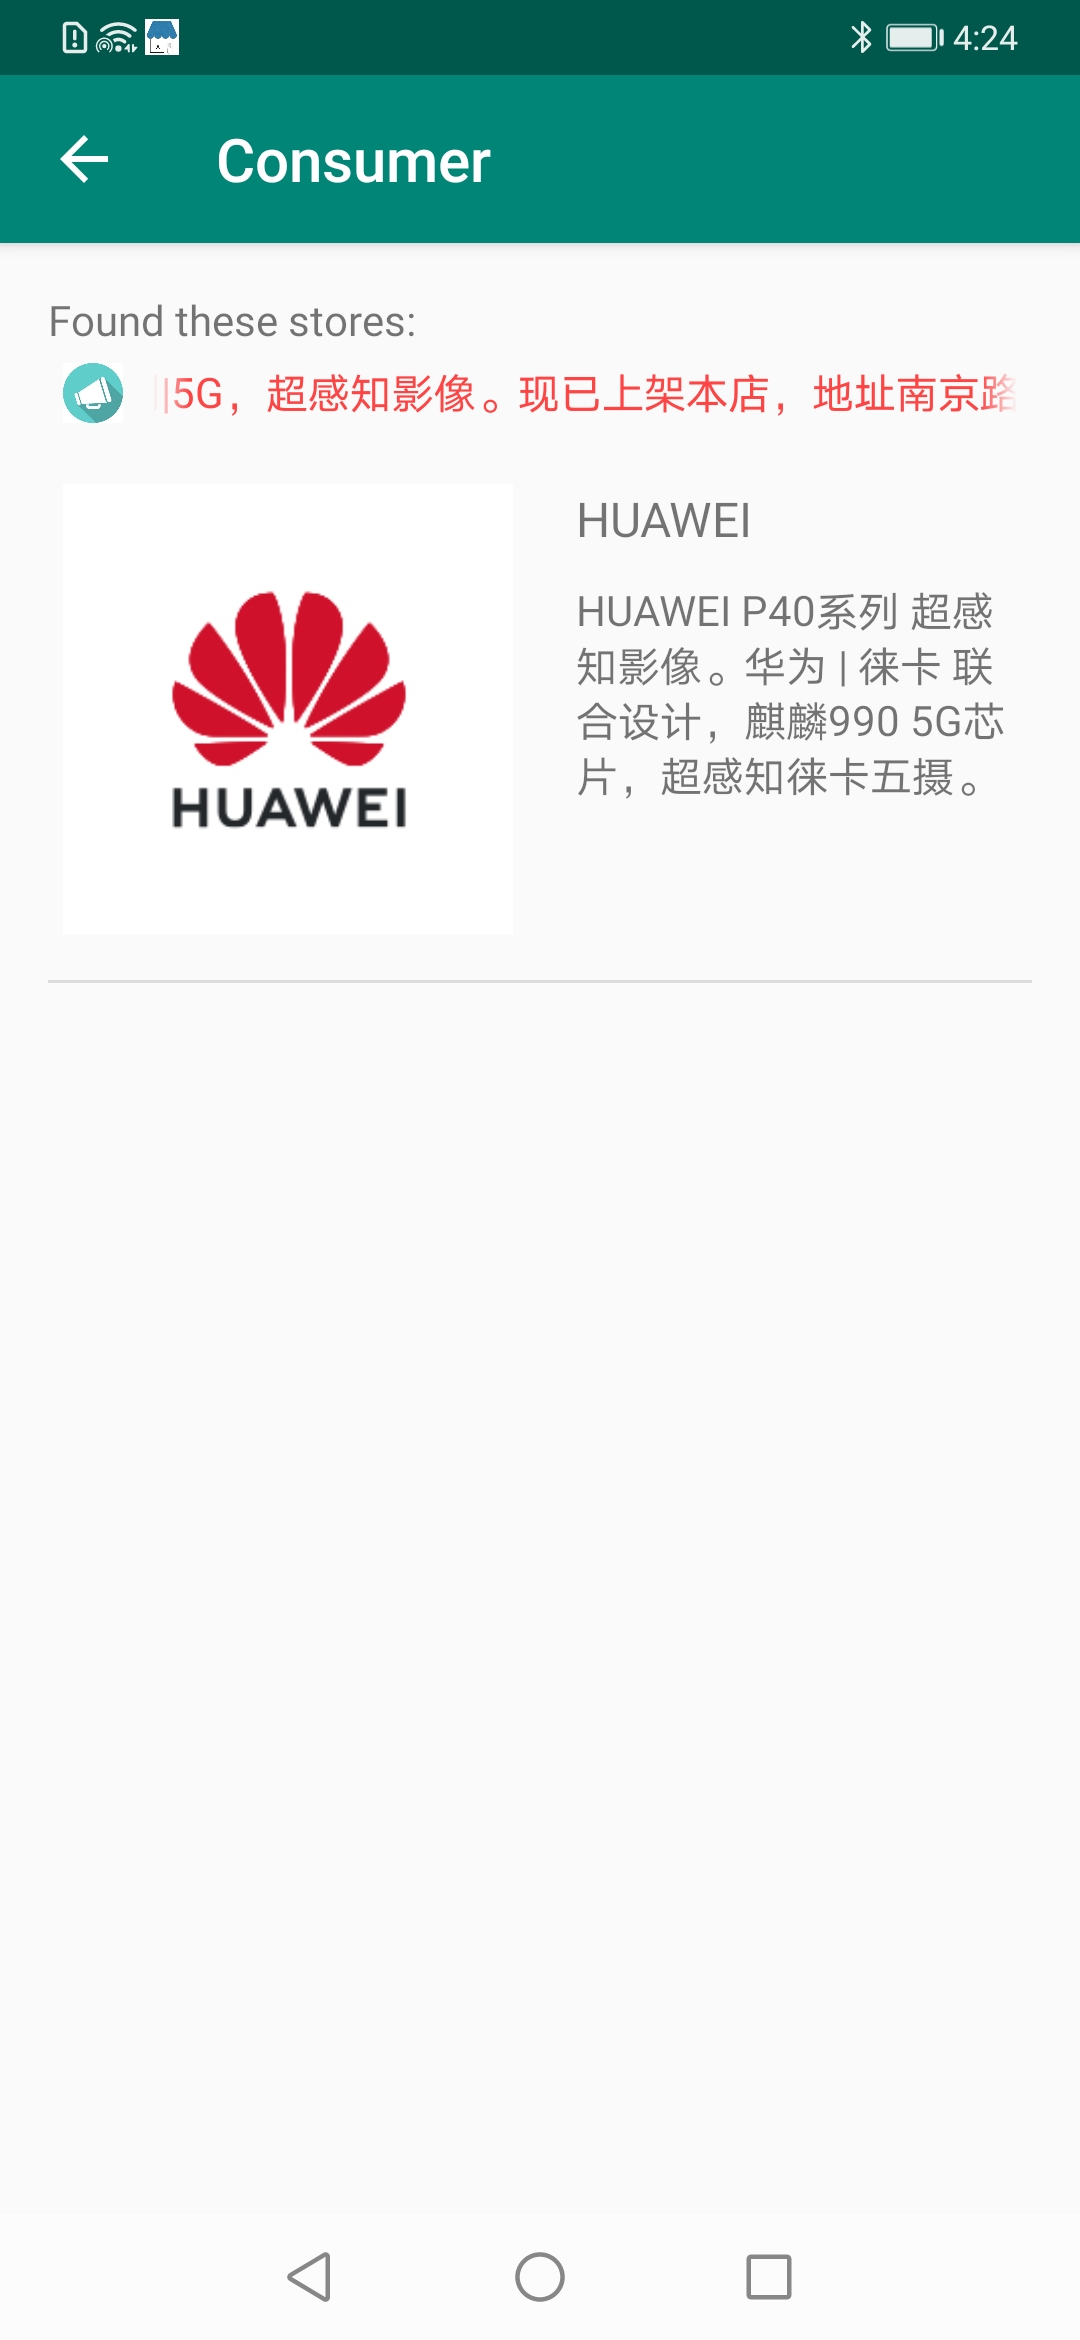 4:24
Consumer
Found these stores:
|5G，超感知影像。现已上架本店，地址南京路
HUAWEI
HUAWEI P40系列 超感
知影像。华为 | 徕卡 联
合设计，麒麟990 5G芯
片，超感知徕卡五摄。
HUAWEI